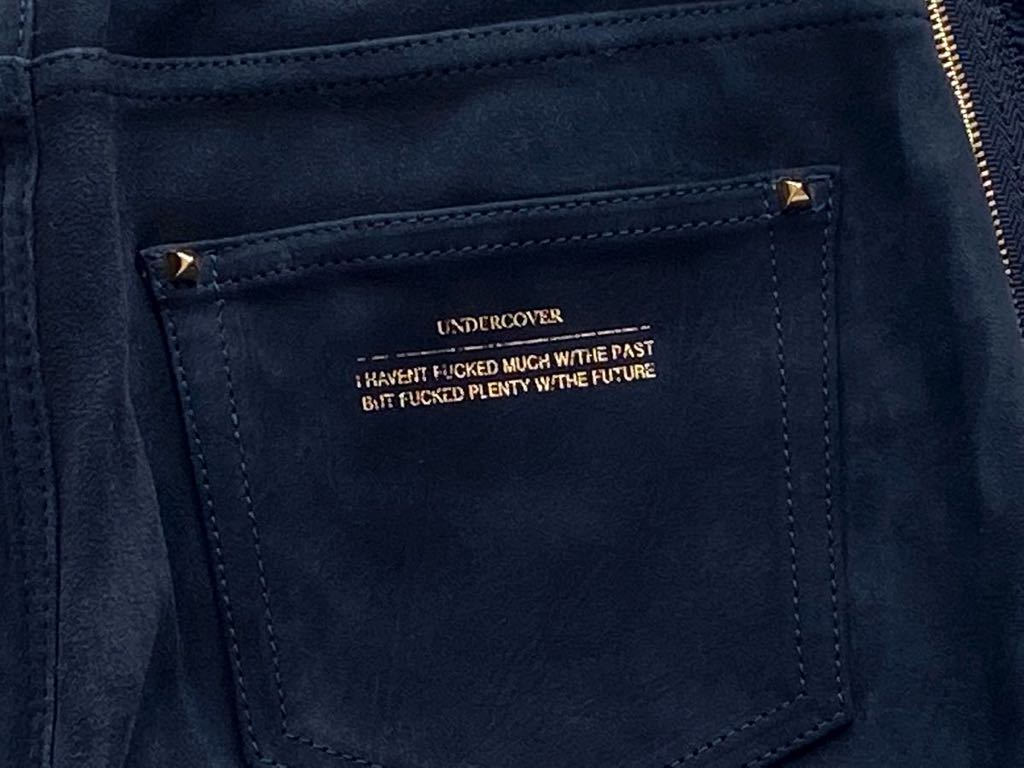 UNDERCOVER
I HAVENT FUCKED MUCH W/THE PAST
BUT FUCKED PLENTY W/THE FUTURE